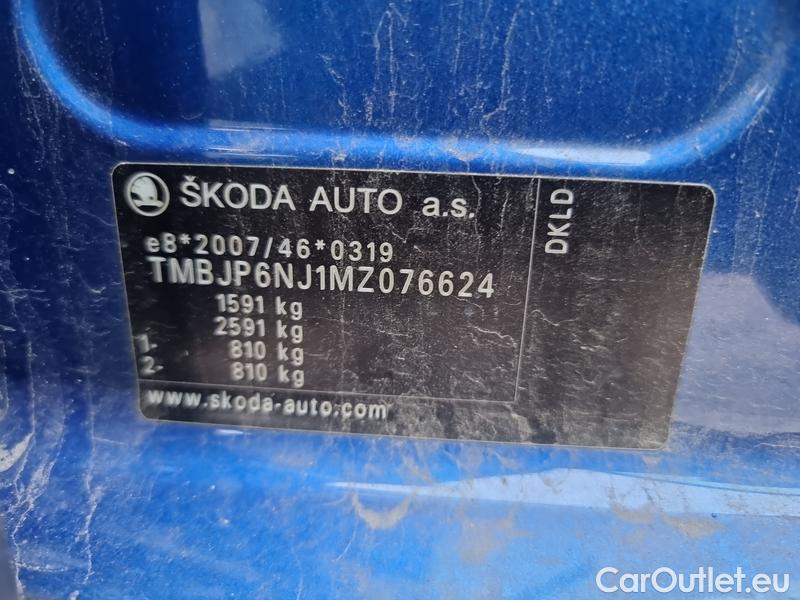 ŠKODA AUTO a.s.
e8*2007/46*0319
TMBJP6NJ1MZ076624
1591 kg
2591 kg
1- 810 kg
2- 810 kg
www.skoda-auto.com
DKLD
CarOutlet.eu